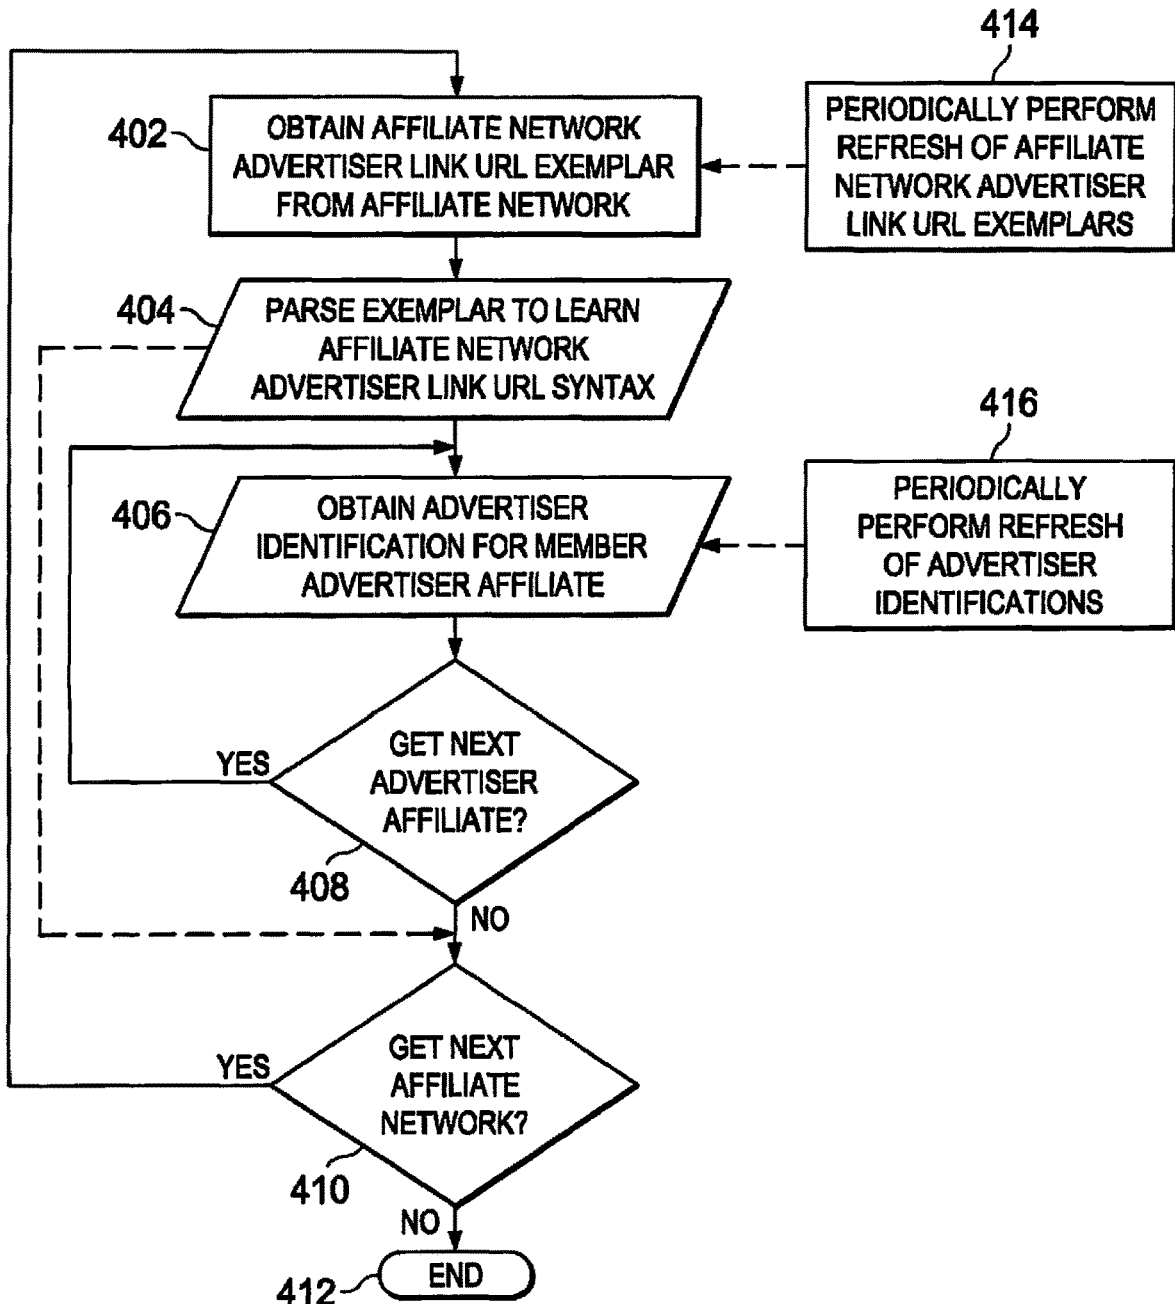 414
402
OBTAIN AFFILIATE NETWORK
ADVERTISER LINK URL EXEMPLAR
FROM AFFILIATE NETWORK
PERIODICALLY PERFORM
REFRESH OF AFFILIATE
NETWORK ADVERTISER
LINK URL EXEMPLARS
404
PARSE EXEMPLAR TO LEARN
AFFILIATE NETWORK
ADVERTISER LINK URL SYNTAX
416
406
OBTAIN ADVERTISER
IDENTIFICATION FOR MEMBER
ADVERTISER AFFILIATE
PERIODICALLY
PERFORM REFRESH
OF ADVERTISER
IDENTIFICATIONS
YES
GET NEXT
ADVERTISER
AFFILIATE?
408
NO
YES
GET NEXT
AFFILIATE
NETWORK?
410
NO
412
END